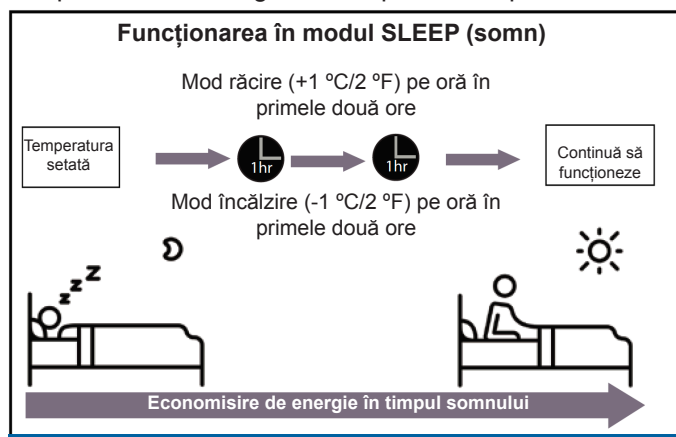 Funcționarea în modul SLEEP (somn)
Mod răcire (+1 ºC/2 ºF) pe oră în
primele două ore
Temperatura
setată
1hr
1hr
Continuă să
funcționeze
Mod încălzire (-1 ºC/2 ºF) pe oră în
primele două ore
z z Z
Economisire de energie în timpul somnului